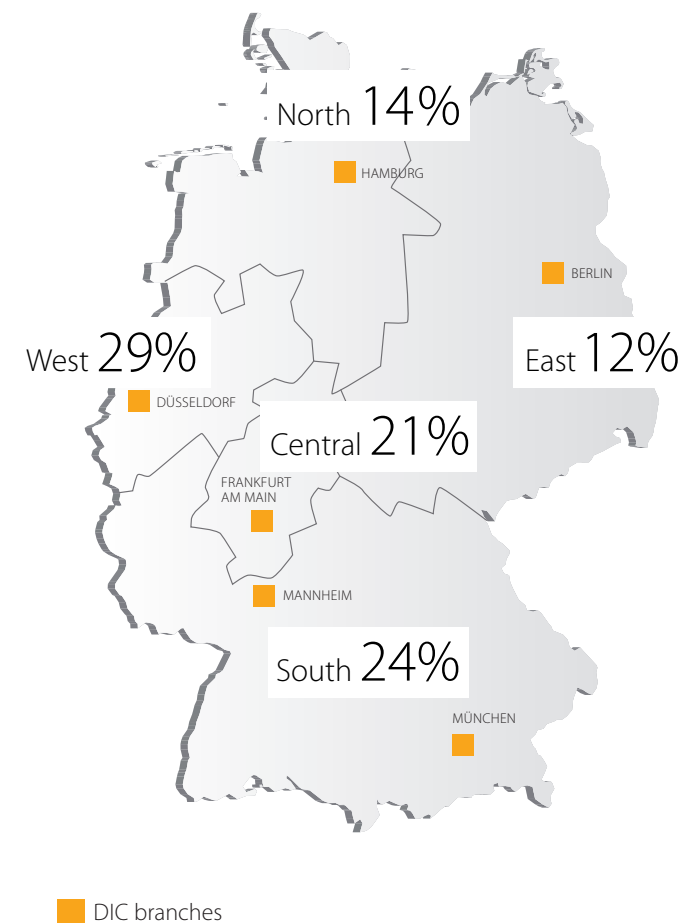 North 14%
HAMBURG
BERLIN
West 29%
East 12%
DÜSSELDORF
Central 21%
FRANKFURT
AM MAIN
MANNHEIM
South 24%
MÜNCHEN
DIC branches